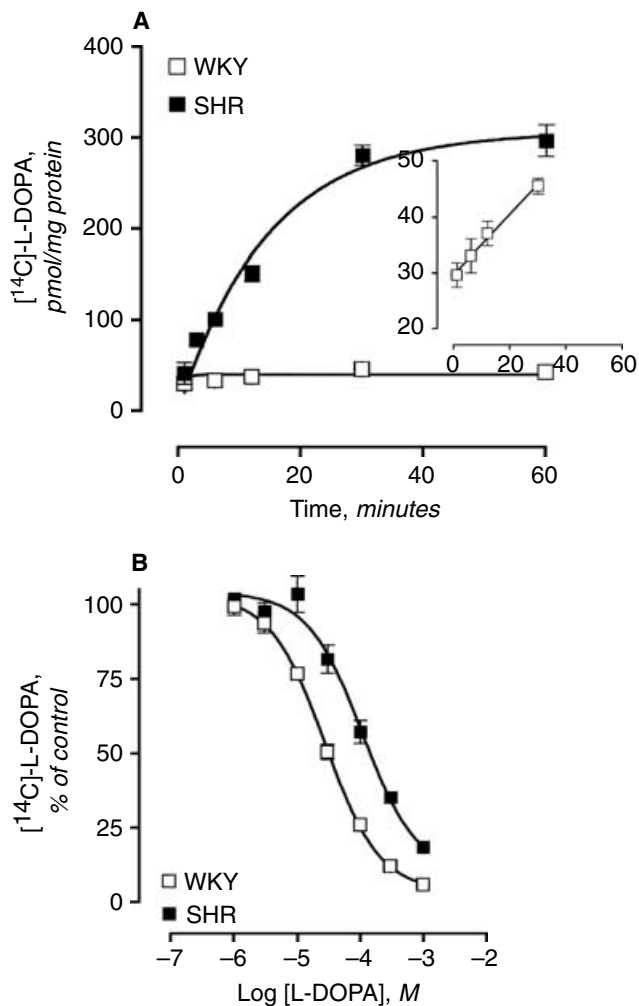 A
400
300
200
100
0
[¹⁴C]-L-DOPA,
pmol/mg protein
WKY
SHR
50
40
30
20
0 20 40 60
0 20 40 60
Time, minutes
B
100
75
50
25
0
[¹⁴C]-L-DOPA,
% of control
WKY
SHR
–7 –6 –5 –4 –3 –2
Log [L-DOPA], M